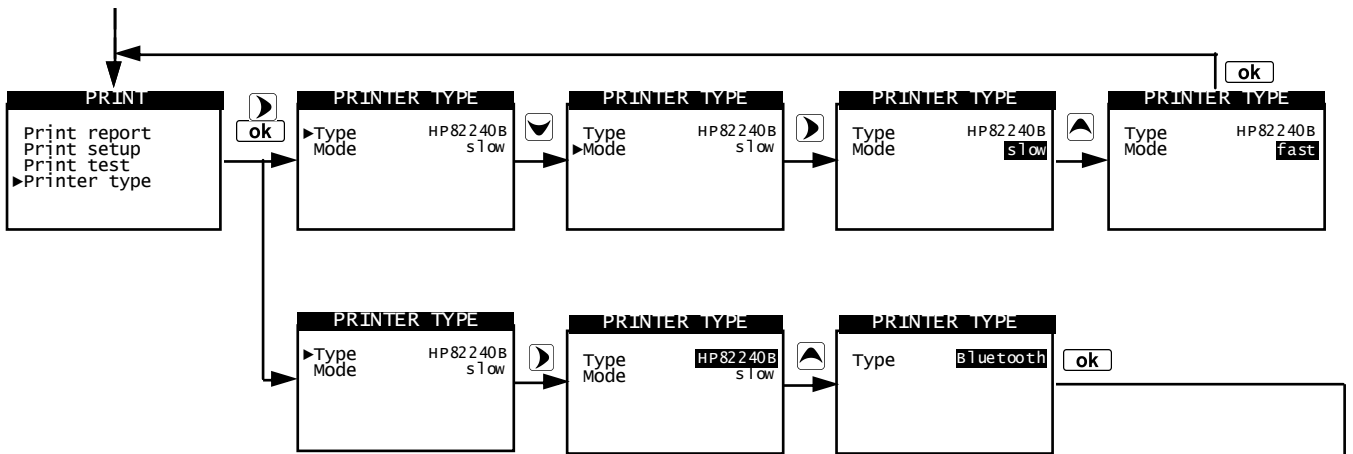 ok
PRINT
Print report
Print setup
Print test
►Printer type
ok
PRINTER TYPE
►Type HP82240B
Mode slow
PRINTER TYPE
Type HP82240B
►Mode slow
PRINTER TYPE
Type HP82240B
Mode slow
PRINTER TYPE
Type HP82240B
Mode fast
PRINTER TYPE
►Type HP82240B
Mode slow
PRINTER TYPE
Type HP82240B
Mode slow
PRINTER TYPE
Type Bluetooth
ok